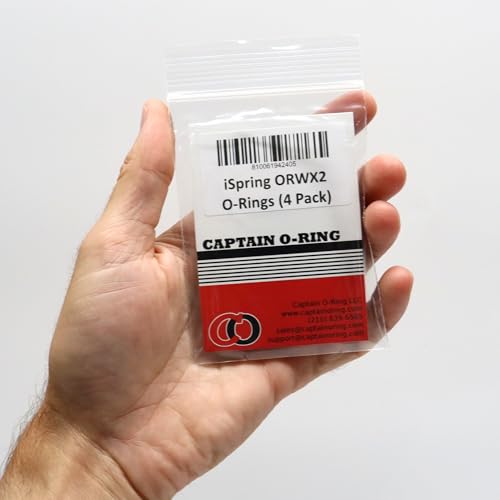 810061942405
iSpring ORWX2
O-Rings (4 Pack)
CAPTAIN O-RING
Captain O-Ring LLC
www.captainoring.com
sales@captainoring.com
support@captainoring.com